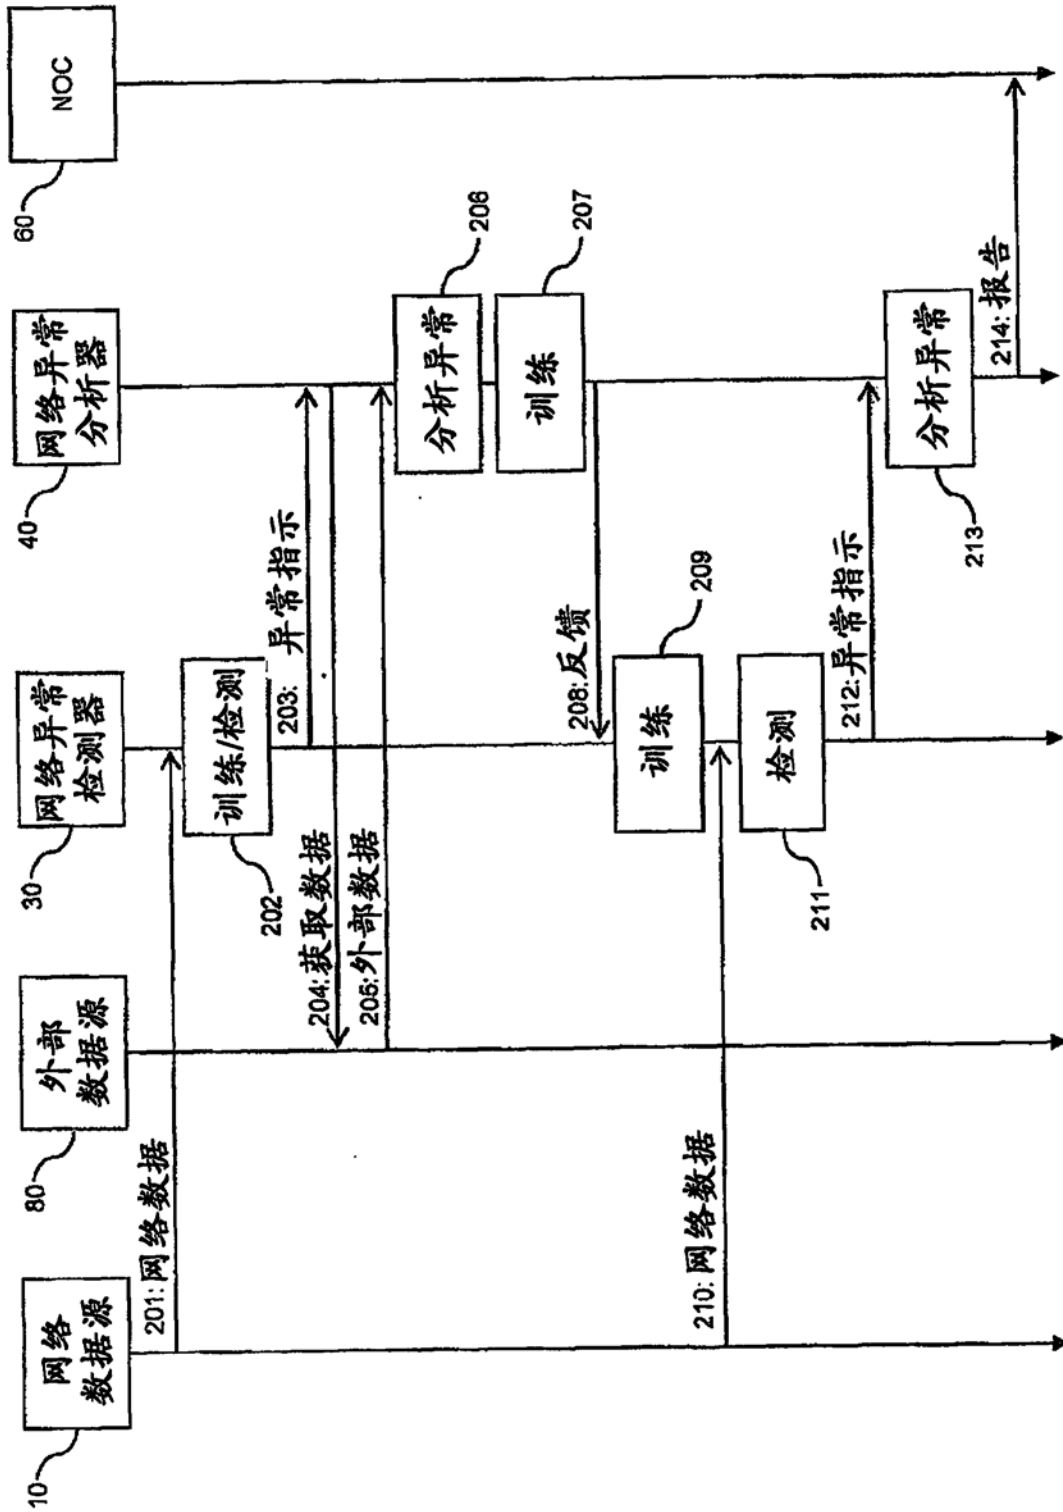 网络
数据源
10
外部
数据源
80
网络异常
检测器
30
网络异常
分析器
40
NOC
60
201:网络数据
训练/检测
202
203: 异常指示
204:获取数据
205:外部数据
分析异常
206
训练
207
208:反馈
训练
209
210:网络数据
检测
211
212:异常指示
分析异常
213
214:报告